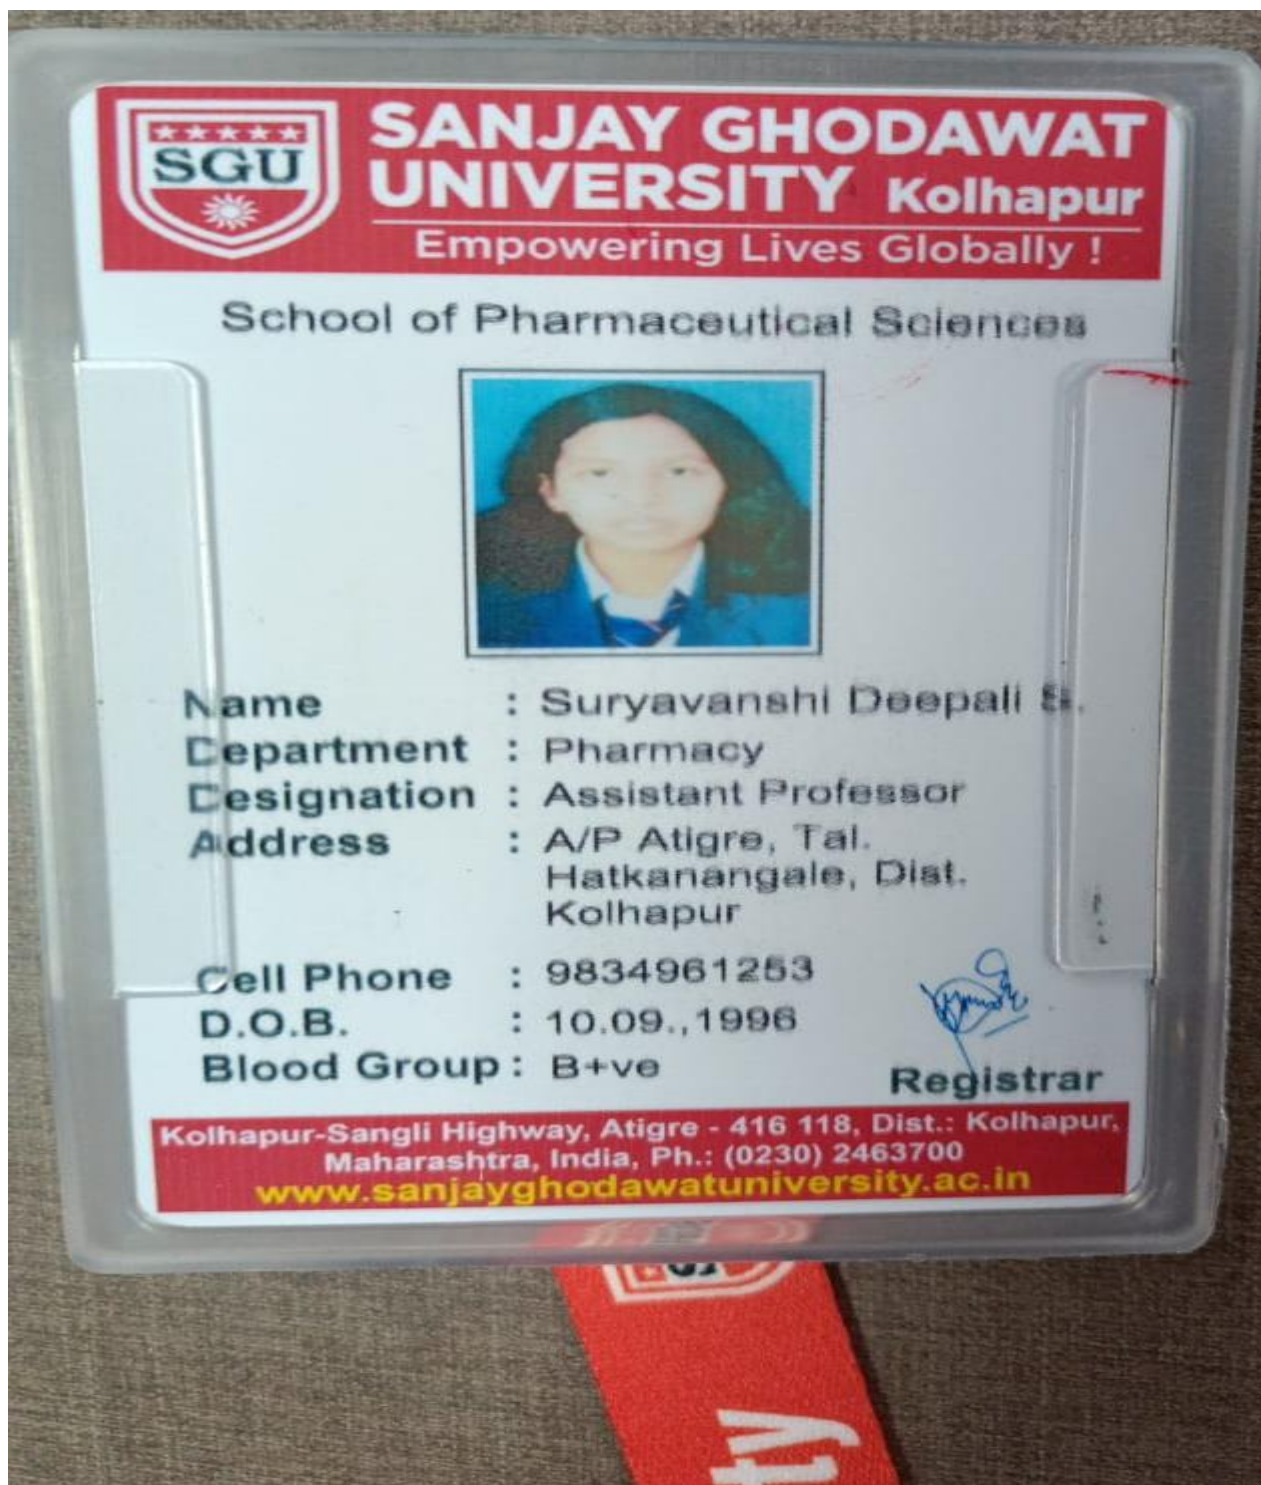 SGU
SANJAY GHODAWAT
UNIVERSITY Kolhapur
Empowering Lives Globally !
School of Pharmaceutical Sciences
Name : Suryavanshi Deepali S.
Department : Pharmacy
Designation : Assistant Professor
Address : A/P Atigre, Tal.
Hatkanangale, Dist.
Kolhapur
Cell Phone : 9834961253
D.O.B. : 10.09.,1996
Blood Group : B+ve
Registrar
Kolhapur-Sangli Highway, Atigre - 416 118, Dist.: Kolhapur,
Maharashtra, India, Ph.: (0230) 2463700
www.sanjayghodawatuniversity.ac.in
ty